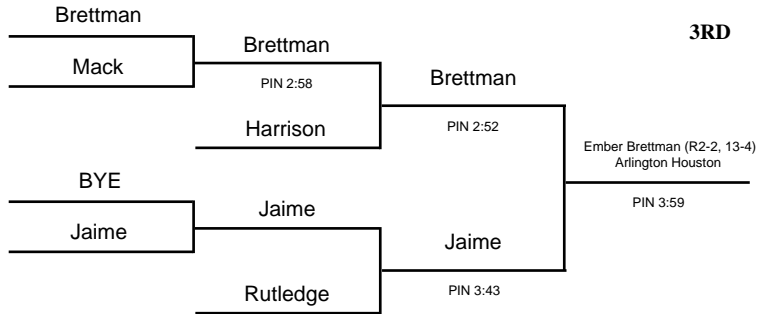 Brettman
Mack
Brettman
PIN 2:58
Harrison
Brettman
PIN 2:52
3RD
BYE
Jaime
Jaime
Rutledge
Jaime
PIN 3:43
Ember Brettman (R2-2, 13-4)
Arlington Houston
PIN 3:59